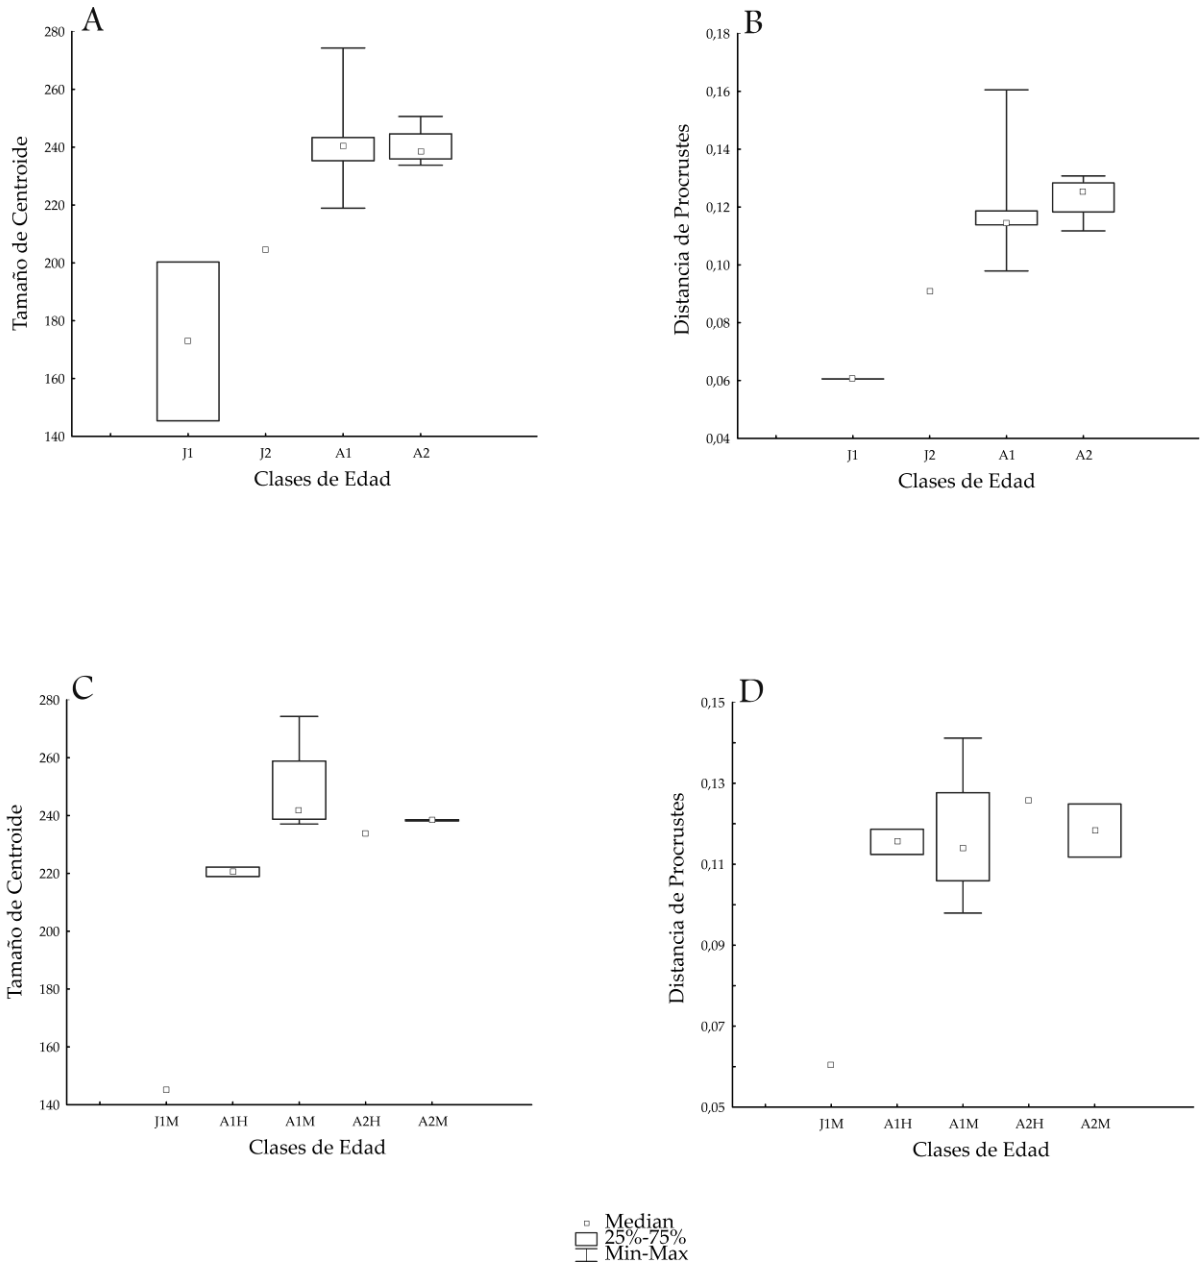 A
280
260
240
220
200
180
160
140
Tamaño de Centroide
J1 J2 A1 A2
Clases de Edad
B
0,18
0,16
0,14
0,12
0,10
0,08
0,06
0,04
Distancia de Procrustes
J1 J2 A1 A2
Clases de Edad
C
280
260
240
220
200
180
160
140
Tamaño de Centroide
J1M A1H A1M A2H A2M
Clases de Edad
D
0,15
0,13
0,11
0,09
0,07
0,05
Distancia de Procrustes
J1M A1H A1M A2H A2M
Clases de Edad
Median
25%-75%
Min-Max